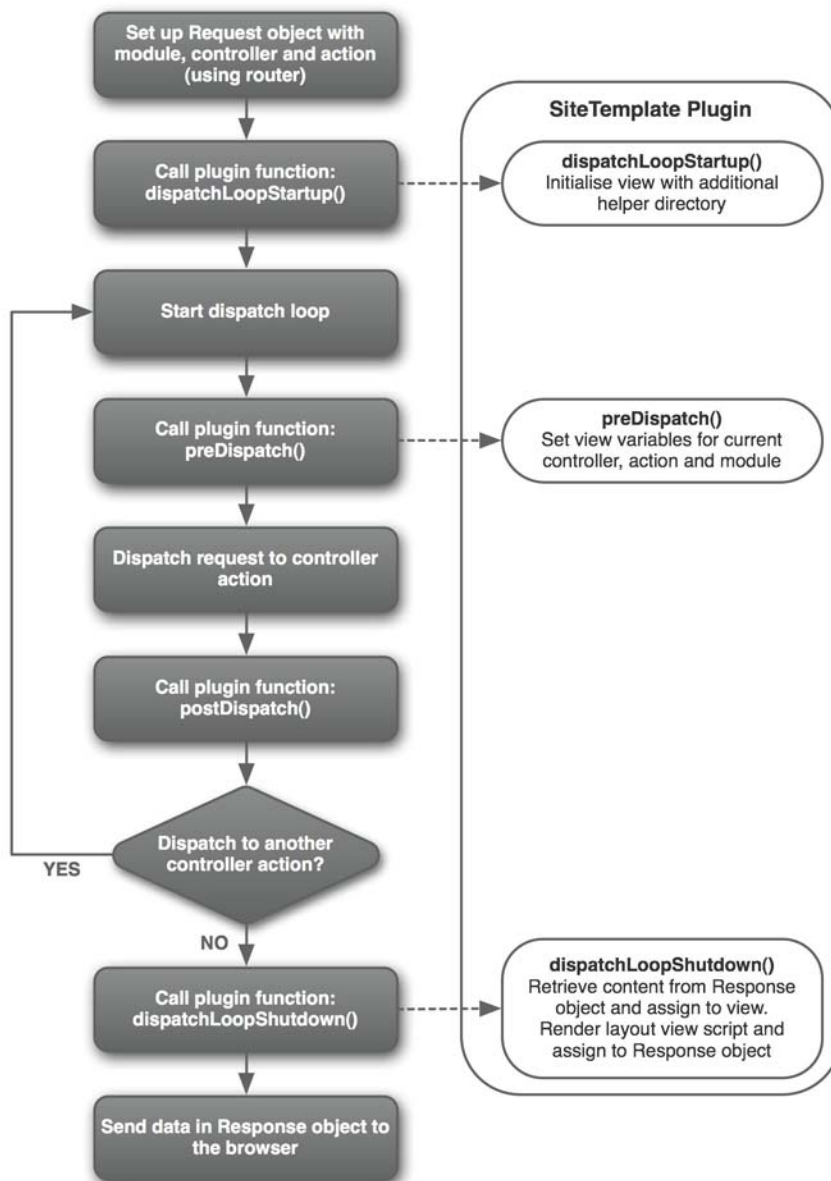 Set up Request object with
module, controller and action
(using router)
SiteTemplate Plugin
Call plugin function:
dispatchLoopStartup()
dispatchLoopStartup()
Initialise view with additional
helper directory
Start dispatch loop
Call plugin function:
preDispatch()
preDispatch()
Set view variables for current
controller, action and module
Dispatch request to controller
action
Call plugin function:
postDispatch()
Dispatch to another
controller action?
YES
NO
Call plugin function:
dispatchLoopShutdown()
dispatchLoopShutdown()
Retrieve content from Response
object and assign to view.
Render layout view script and
assign to Response object
Send data in Response object to
the browser